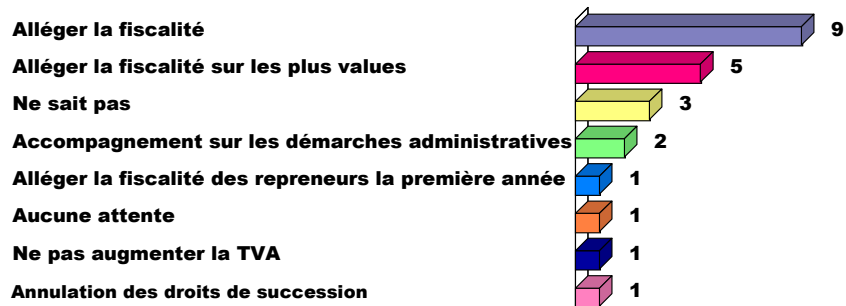 Alléger la fiscalité 9
Alléger la fiscalité sur les plus values 5
Ne sait pas 3
Accompagnement sur les démarches administratives 2
Alléger la fiscalité des repreneurs la première année 1
Aucune attente 1
Ne pas augmenter la TVA 1
Annulation des droits de succession 1